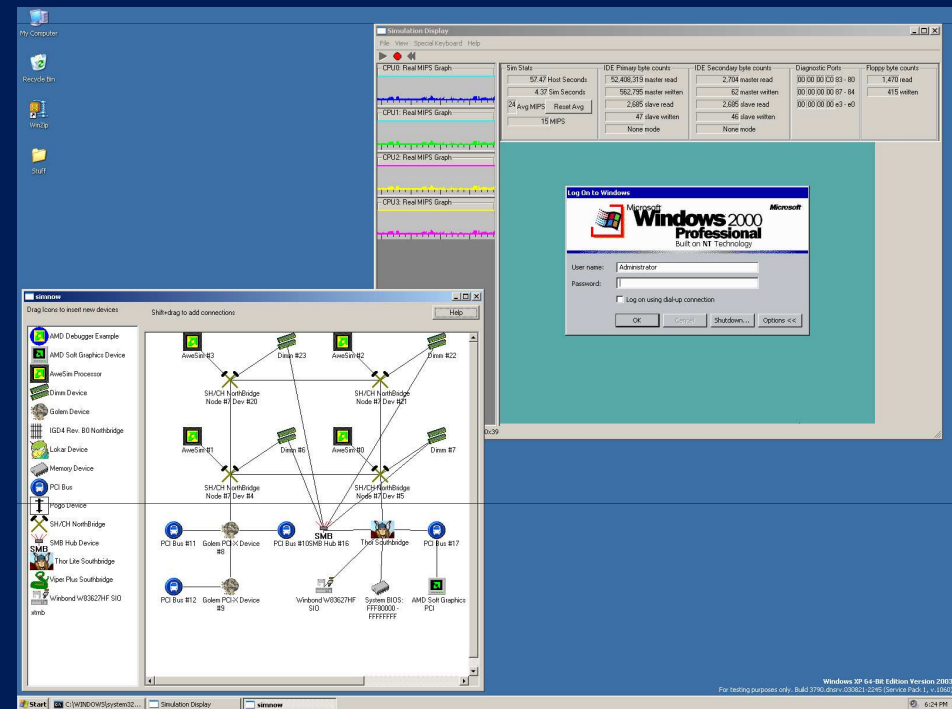 My Computer
Recycle Bin
WinZip
Stuff
Simulation Display
File View Special Keyboard Help
CPU0: Real MIPS Graph
CPU1: Real MIPS Graph
CPU2: Real MIPS Graph
CPU3: Real MIPS Graph
Sim Stats
57.47 Host Seconds
4.37 Sim Seconds
24 Avg MIPS Reset Avg
15 MIPS
IDE Primary byte counts
52,408,319 master read
562,795 master written
2,685 slave read
47 slave written
None mode
IDE Secondary byte counts
2,704 master read
62 master written
2,685 slave read
46 slave written
None mode
Diagnostic Ports
00 00 00 C0 83 - 80
00 00 00 00 87 - 84
00 00 00 00 e3 - e0
Floppy byte counts
1,470 read
415 written
Log On to Windows
Microsoft
Windows 2000
Professional
Built on NT Technology
Microsoft
User name: Administrator
Password:
Log on using dial-up connection
OK Cancel Shutdown... Options <<
0x39
simnow
Drag Icons to insert new devices
Shift+drag to add connections
Help
AMD Debugger Example
AMD Soft Graphics Device
AweSim Processor
Dimm Device
Golem Device
IGD4 Rev. B0 Northbridge
Lokar Device
Memory Device
PCI Bus
Pogo Device
SH/CH NorthBridge
SMB
SMB Hub Device
Thor Lite Southbridge
Viper Plus Southbridge
Winbond W83627HF SIO
xtrnb
AweSim #3
Dimm #23
AweSim #2
Dimm #22
SH/CH NorthBridge
Node #7 Dev #20
SH/CH NorthBridge
Node #7 Dev #21
AweSim #1
Dimm #6
AweSim #0
Dimm #7
SH/CH NorthBridge
Node #7 Dev #4
SH/CH NorthBridge
Node #7 Dev #5
PCI Bus #11
Golem PCI-X Device
#8
PCI Bus #10
SMB
SMB Hub #16
Thor Southbridge
PCI Bus #17
PCI Bus #12
Golem PCI-X Device
#9
Winbond W83627HF
SIO
System BIOS:
FFF80000 -
FFFFFFFF
AMD Soft Graphics
PCI
Windows XP 64-Bit Edition Version 2003
For testing purposes only. Build 3790.dnsrv.030821-2245 (Service Pack 1, v.1060)
Start C:\WINDOWS\system32... Simulation Display simnow 6:24 PM